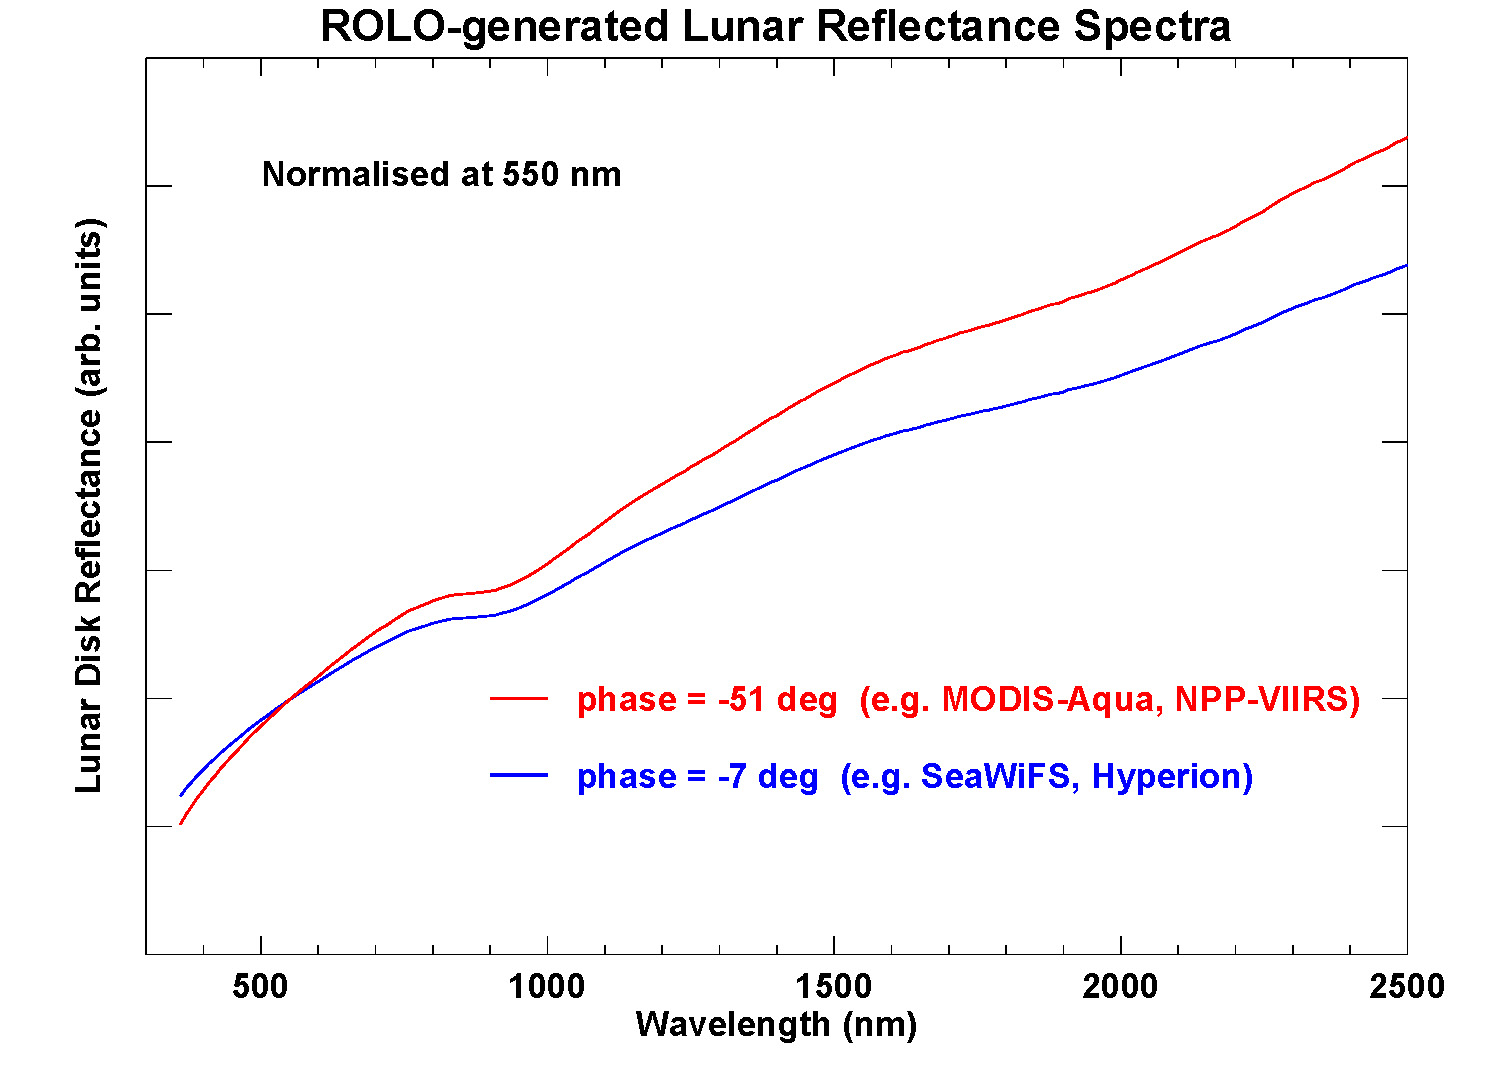 ROLO-generated Lunar Reflectance Spectra
Normalised at 550 nm
Lunar Disk Reflectance (arb. units)
phase = -51 deg (e.g. MODIS-Aqua, NPP-VIIRS)
phase = -7 deg (e.g. SeaWiFS, Hyperion)
500 1000 1500 2000 2500
Wavelength (nm)